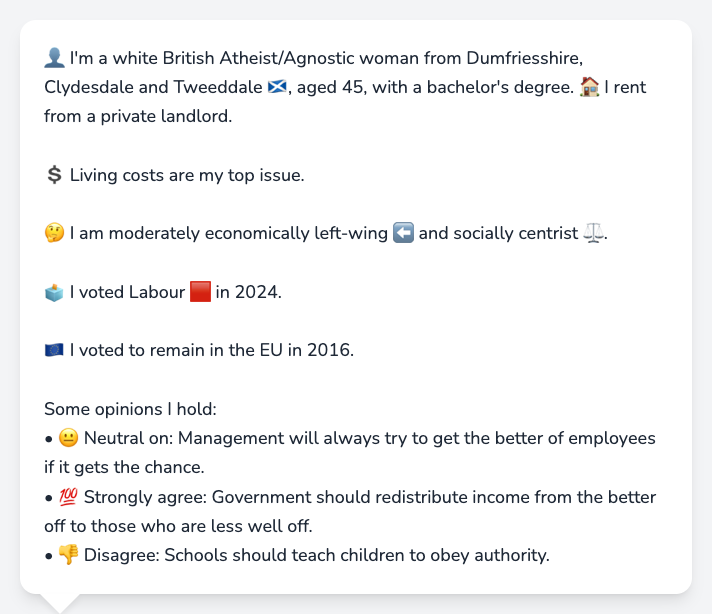 👤 I'm a white British Atheist/Agnostic woman from Dumfriesshire,
Clydesdale and Tweeddale 🏴󠁧󠁢󠁳󠁣󠁴󠁿, aged 45, with a bachelor's degree. 🏠 I rent
from a private landlord.
💲 Living costs are my top issue.
🤔 I am moderately economically left-wing ⬅️ and socially centrist ⚖️.
🗳️ I voted Labour 🟥 in 2024.
🇪🇺 I voted to remain in the EU in 2016.
Some opinions I hold:
• 😐 Neutral on: Management will always try to get the better of employees
if it gets the chance.
• 💯 Strongly agree: Government should redistribute income from the better
off to those who are less well off.
• 👎 Disagree: Schools should teach children to obey authority.